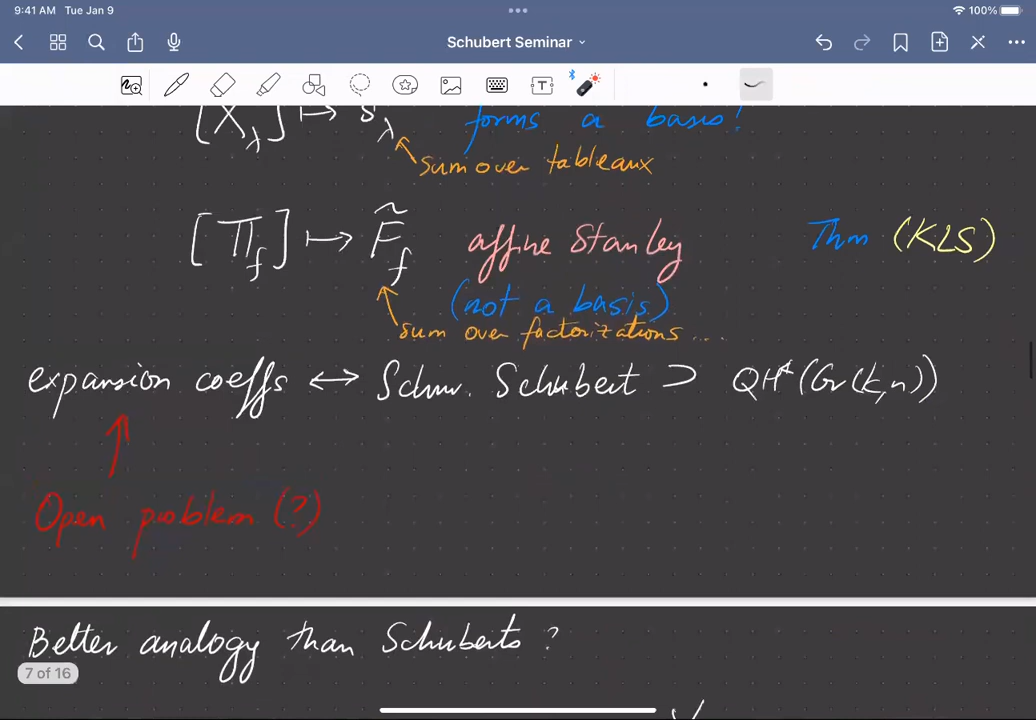 9:41 AM Tue Jan 9
100%
Schubert Seminar
[X_λ] ↦ s_λ forms a basis!
sum over tableaux
[Π_f] ↦ F̃_f affine Stanley Thm (KLS)
(not a basis)
sum over factorizations ...
expansion coeffs ↔ Schur. Schubert ⊃ QH*(Gr(k,n))
Open problem (?)
Better analogy than Schuberts ?
7 of 16